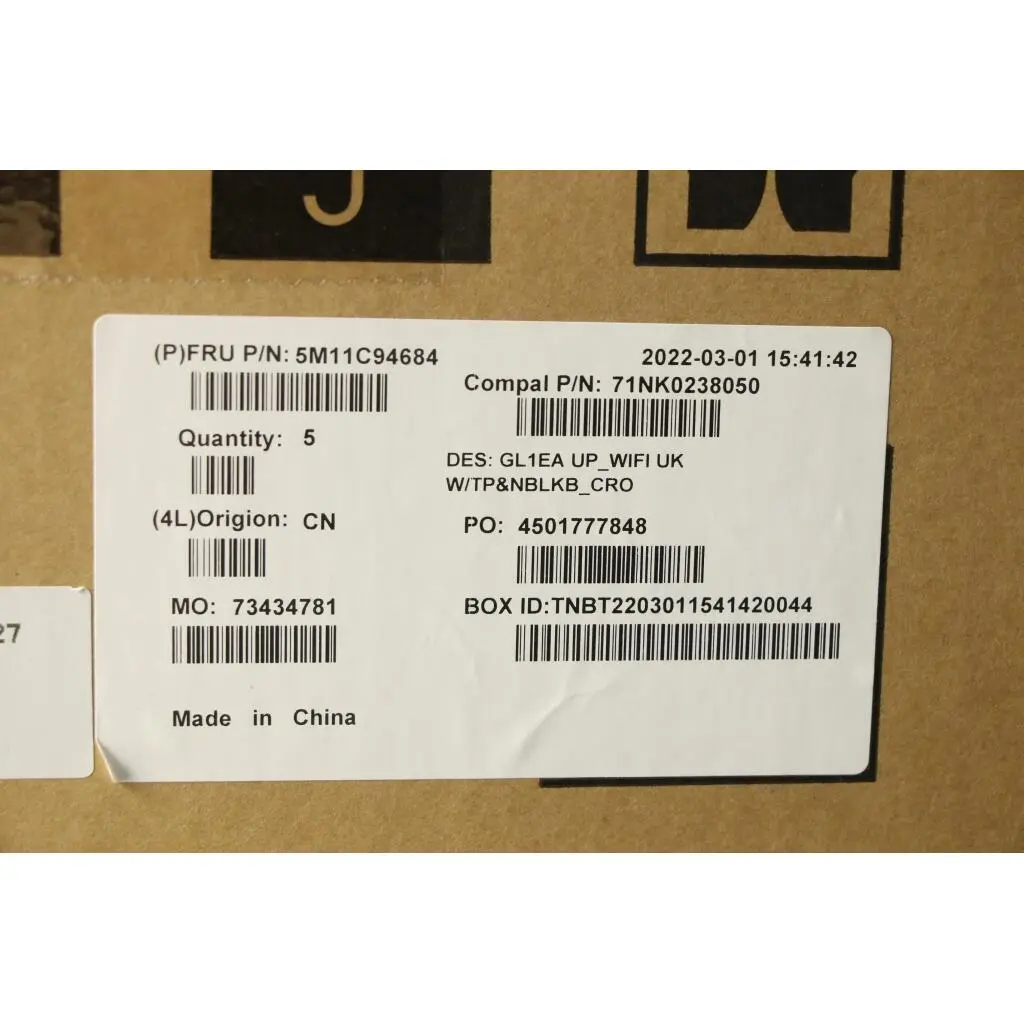 (P)FRU P/N: 5M11C94684
2022-03-01 15:41:42
Compal P/N: 71NK0238050
Quantity: 5
DES: GL1EA UP_WIFI UK
W/TP&NBLKB_CRO
(4L)Origion: CN
PO: 4501777848
MO: 73434781
BOX ID:TNBT2203011541420044
Made in China
27